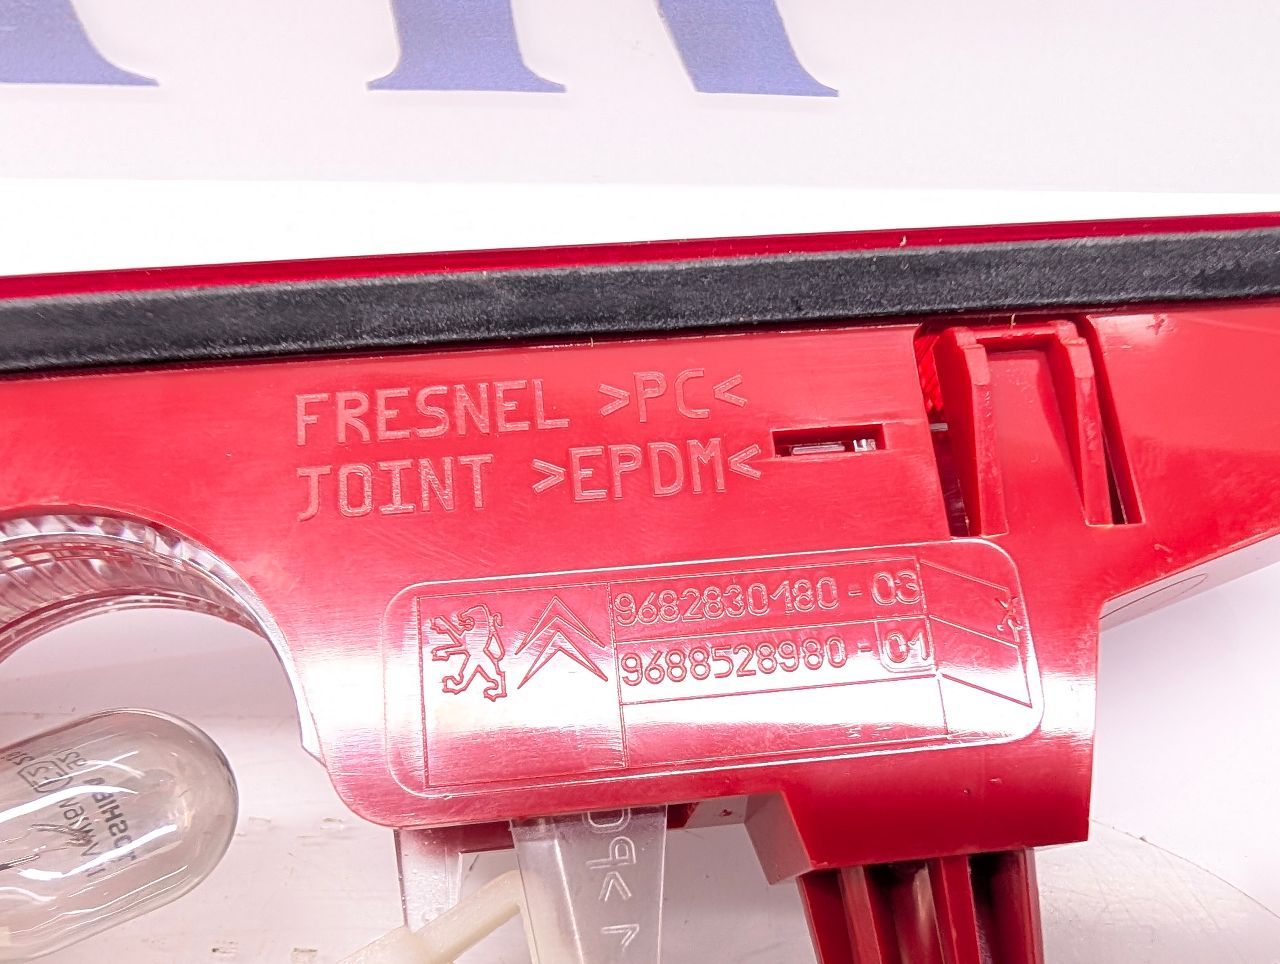 FRESNEL >PC<
JOINT >EPDM<
9682830180-03
9688528980-01